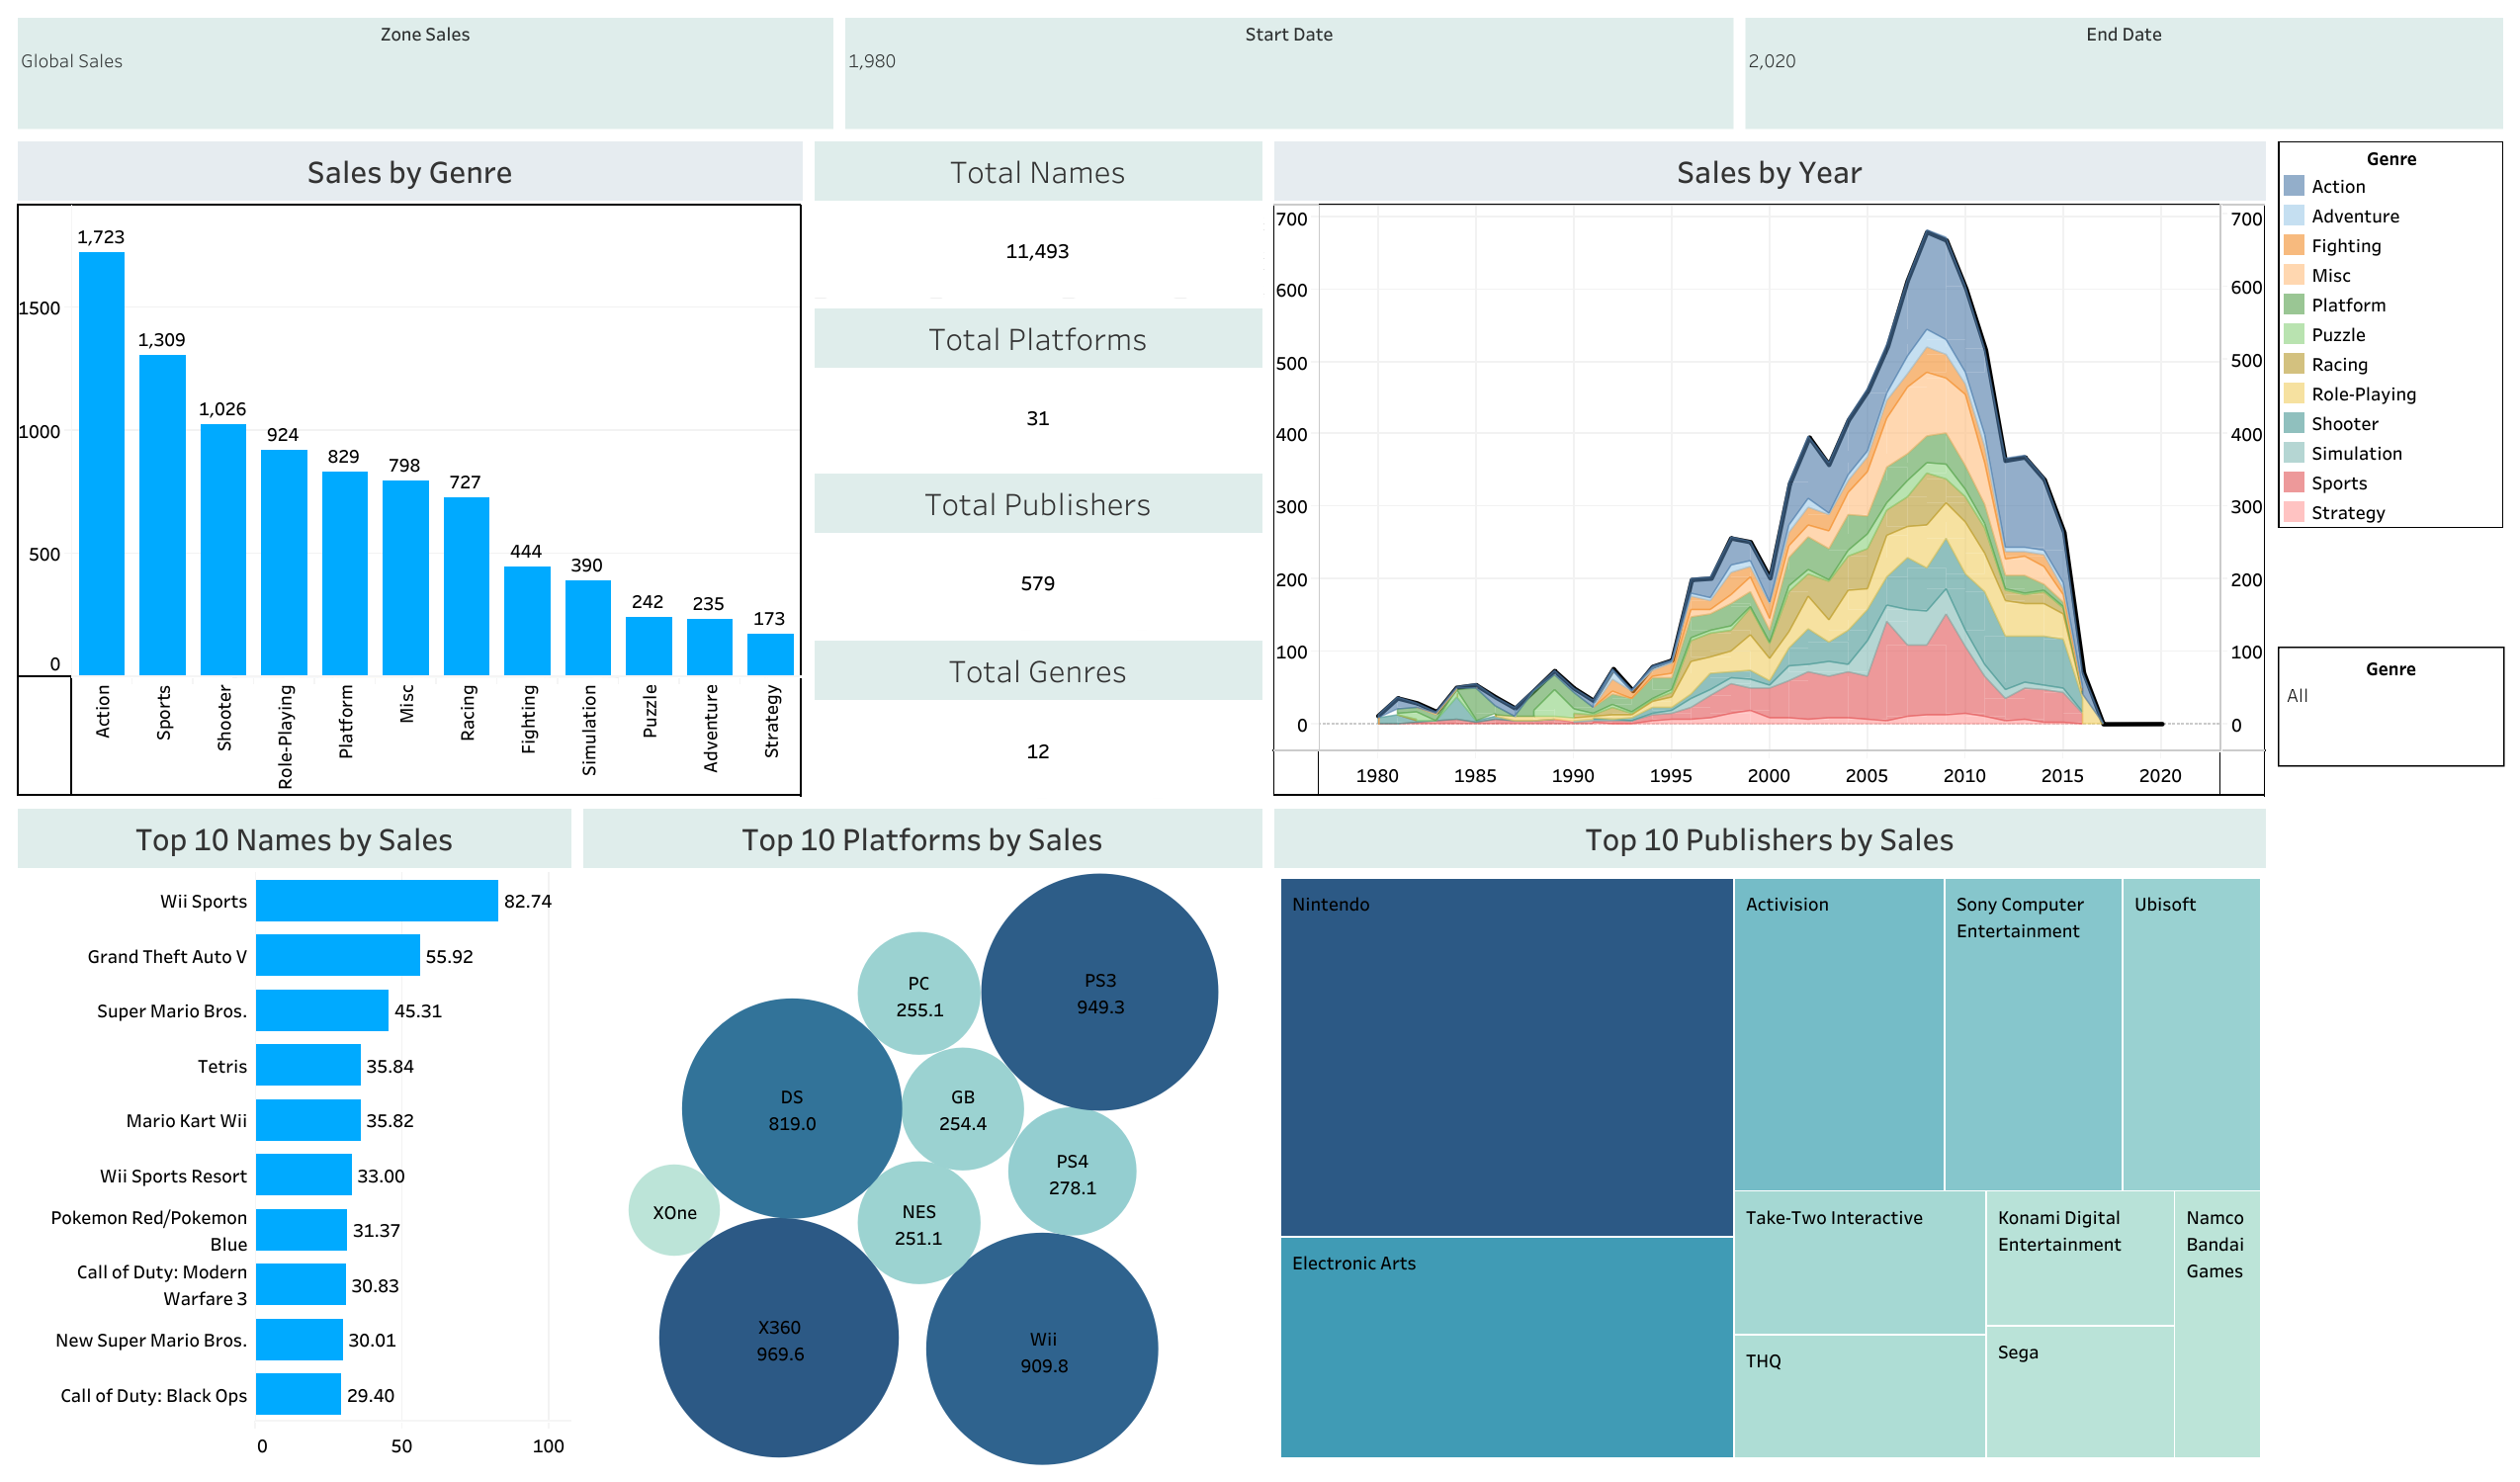 Zone Sales
Global Sales
Start Date
1,980
End Date
2,020
Sales by Genre
1,723
1,309
1,026
924
829
798
727
444
390
242
235
173
1500
1000
500
0
Action
Sports
Shooter
Role-Playing
Platform
Misc
Racing
Fighting
Simulation
Puzzle
Adventure
Strategy
Total Names
11,493
Total Platforms
31
Total Publishers
579
Total Genres
12
Sales by Year
700
600
500
400
300
200
100
0
700
600
500
400
300
200
100
0
1980
1985
1990
1995
2000
2005
2010
2015
2020
Genre
Action
Adventure
Fighting
Misc
Platform
Puzzle
Racing
Role-Playing
Shooter
Simulation
Sports
Strategy
Genre
All
Top 10 Names by Sales
Wii Sports
82.74
Grand Theft Auto V
55.92
Super Mario Bros.
45.31
Tetris
35.84
Mario Kart Wii
35.82
Wii Sports Resort
33.00
Pokemon Red/Pokemon
Blue
31.37
Call of Duty: Modern
Warfare 3
30.83
New Super Mario Bros.
30.01
Call of Duty: Black Ops
29.40
0
50
100
Top 10 Platforms by Sales
PC
255.1
PS3
949.3
DS
819.0
GB
254.4
PS4
278.1
XOne
NES
251.1
X360
969.6
Wii
909.8
Top 10 Publishers by Sales
Nintendo
Electronic Arts
Activision
Sony Computer
Entertainment
Ubisoft
Take-Two Interactive
THQ
Konami Digital
Entertainment
Sega
Namco
Bandai
Games